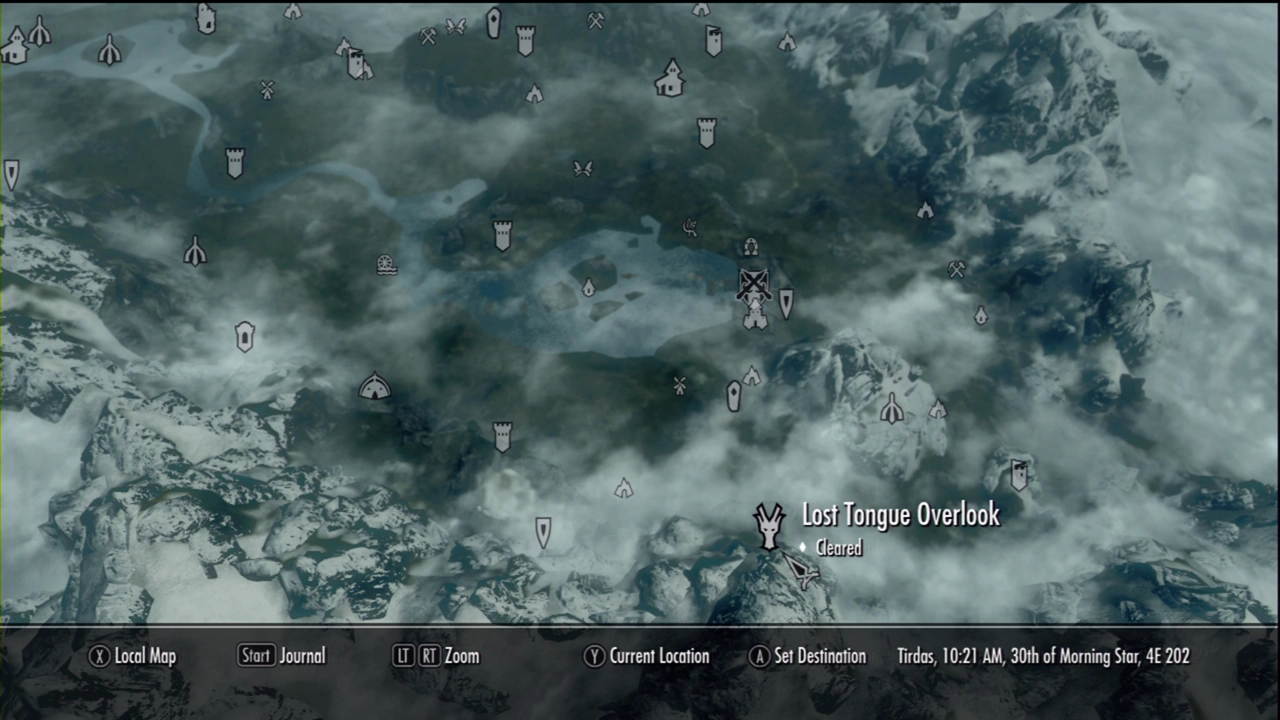 Lost Tongue Overlook
Cleared
X Local Map Start Journal LT RT Zoom Y Current Location A Set Destination Tirdas, 10:21 AM, 30th of Morning Star, 4E 202